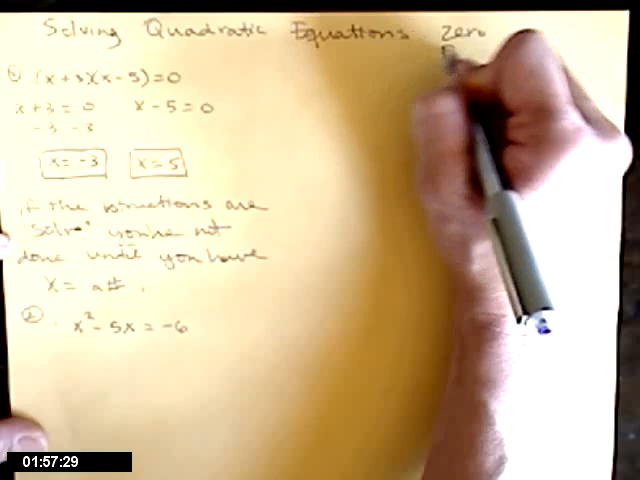 Solving Quadratic Equations Zero
P
① (x+3)(x-5)=0
x+3=0 x-5=0
-3 -3
x=-3 x=5
if the instructions are
"solve" you're not
done until you have
x = a #.
② x²-5x=-6
01:57:29